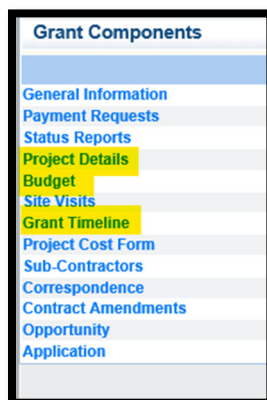 Grant Components
General Information
Payment Requests
Status Reports
Project Details
Budget
Site Visits
Grant Timeline
Project Cost Form
Sub-Contractors
Correspondence
Contract Amendments
Opportunity
Application